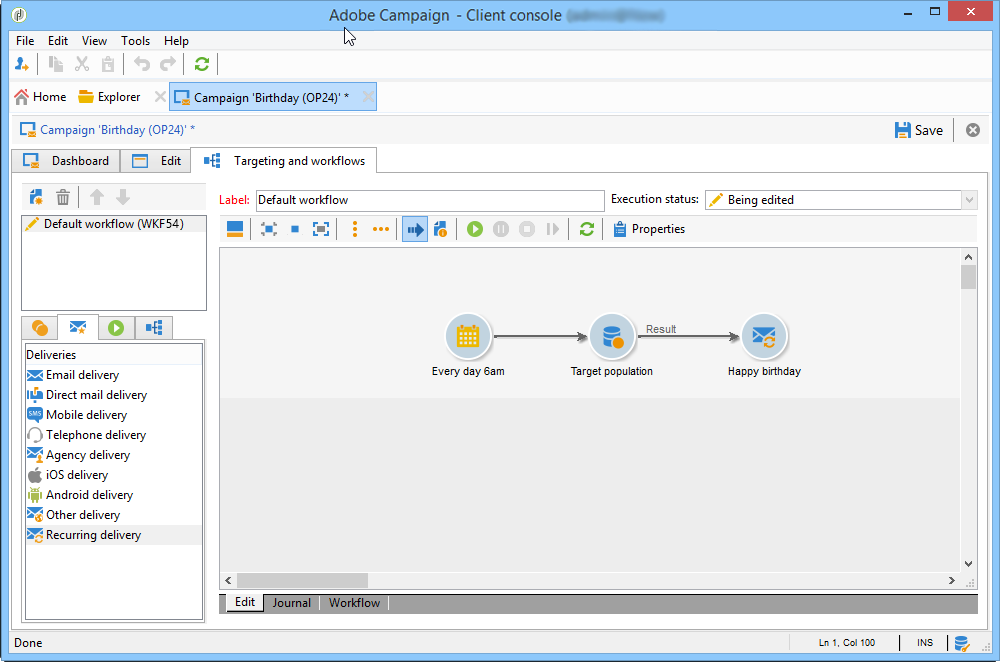 Adobe Campaign - Client console
File Edit View Tools Help
Home Explorer Campaign 'Birthday (OP24)' *
Campaign 'Birthday (OP24)' * Save
Dashboard Edit Targeting and workflows
Label: Default workflow Execution status: Being edited
Default workflow (WKF54)
Properties
Result
Every day 6am Target population Happy birthday
Deliveries
Email delivery
Direct mail delivery
SMS Mobile delivery
Telephone delivery
Agency delivery
iOS delivery
Android delivery
Other delivery
Recurring delivery
Edit Journal Workflow
Done Ln 1, Col 100 INS